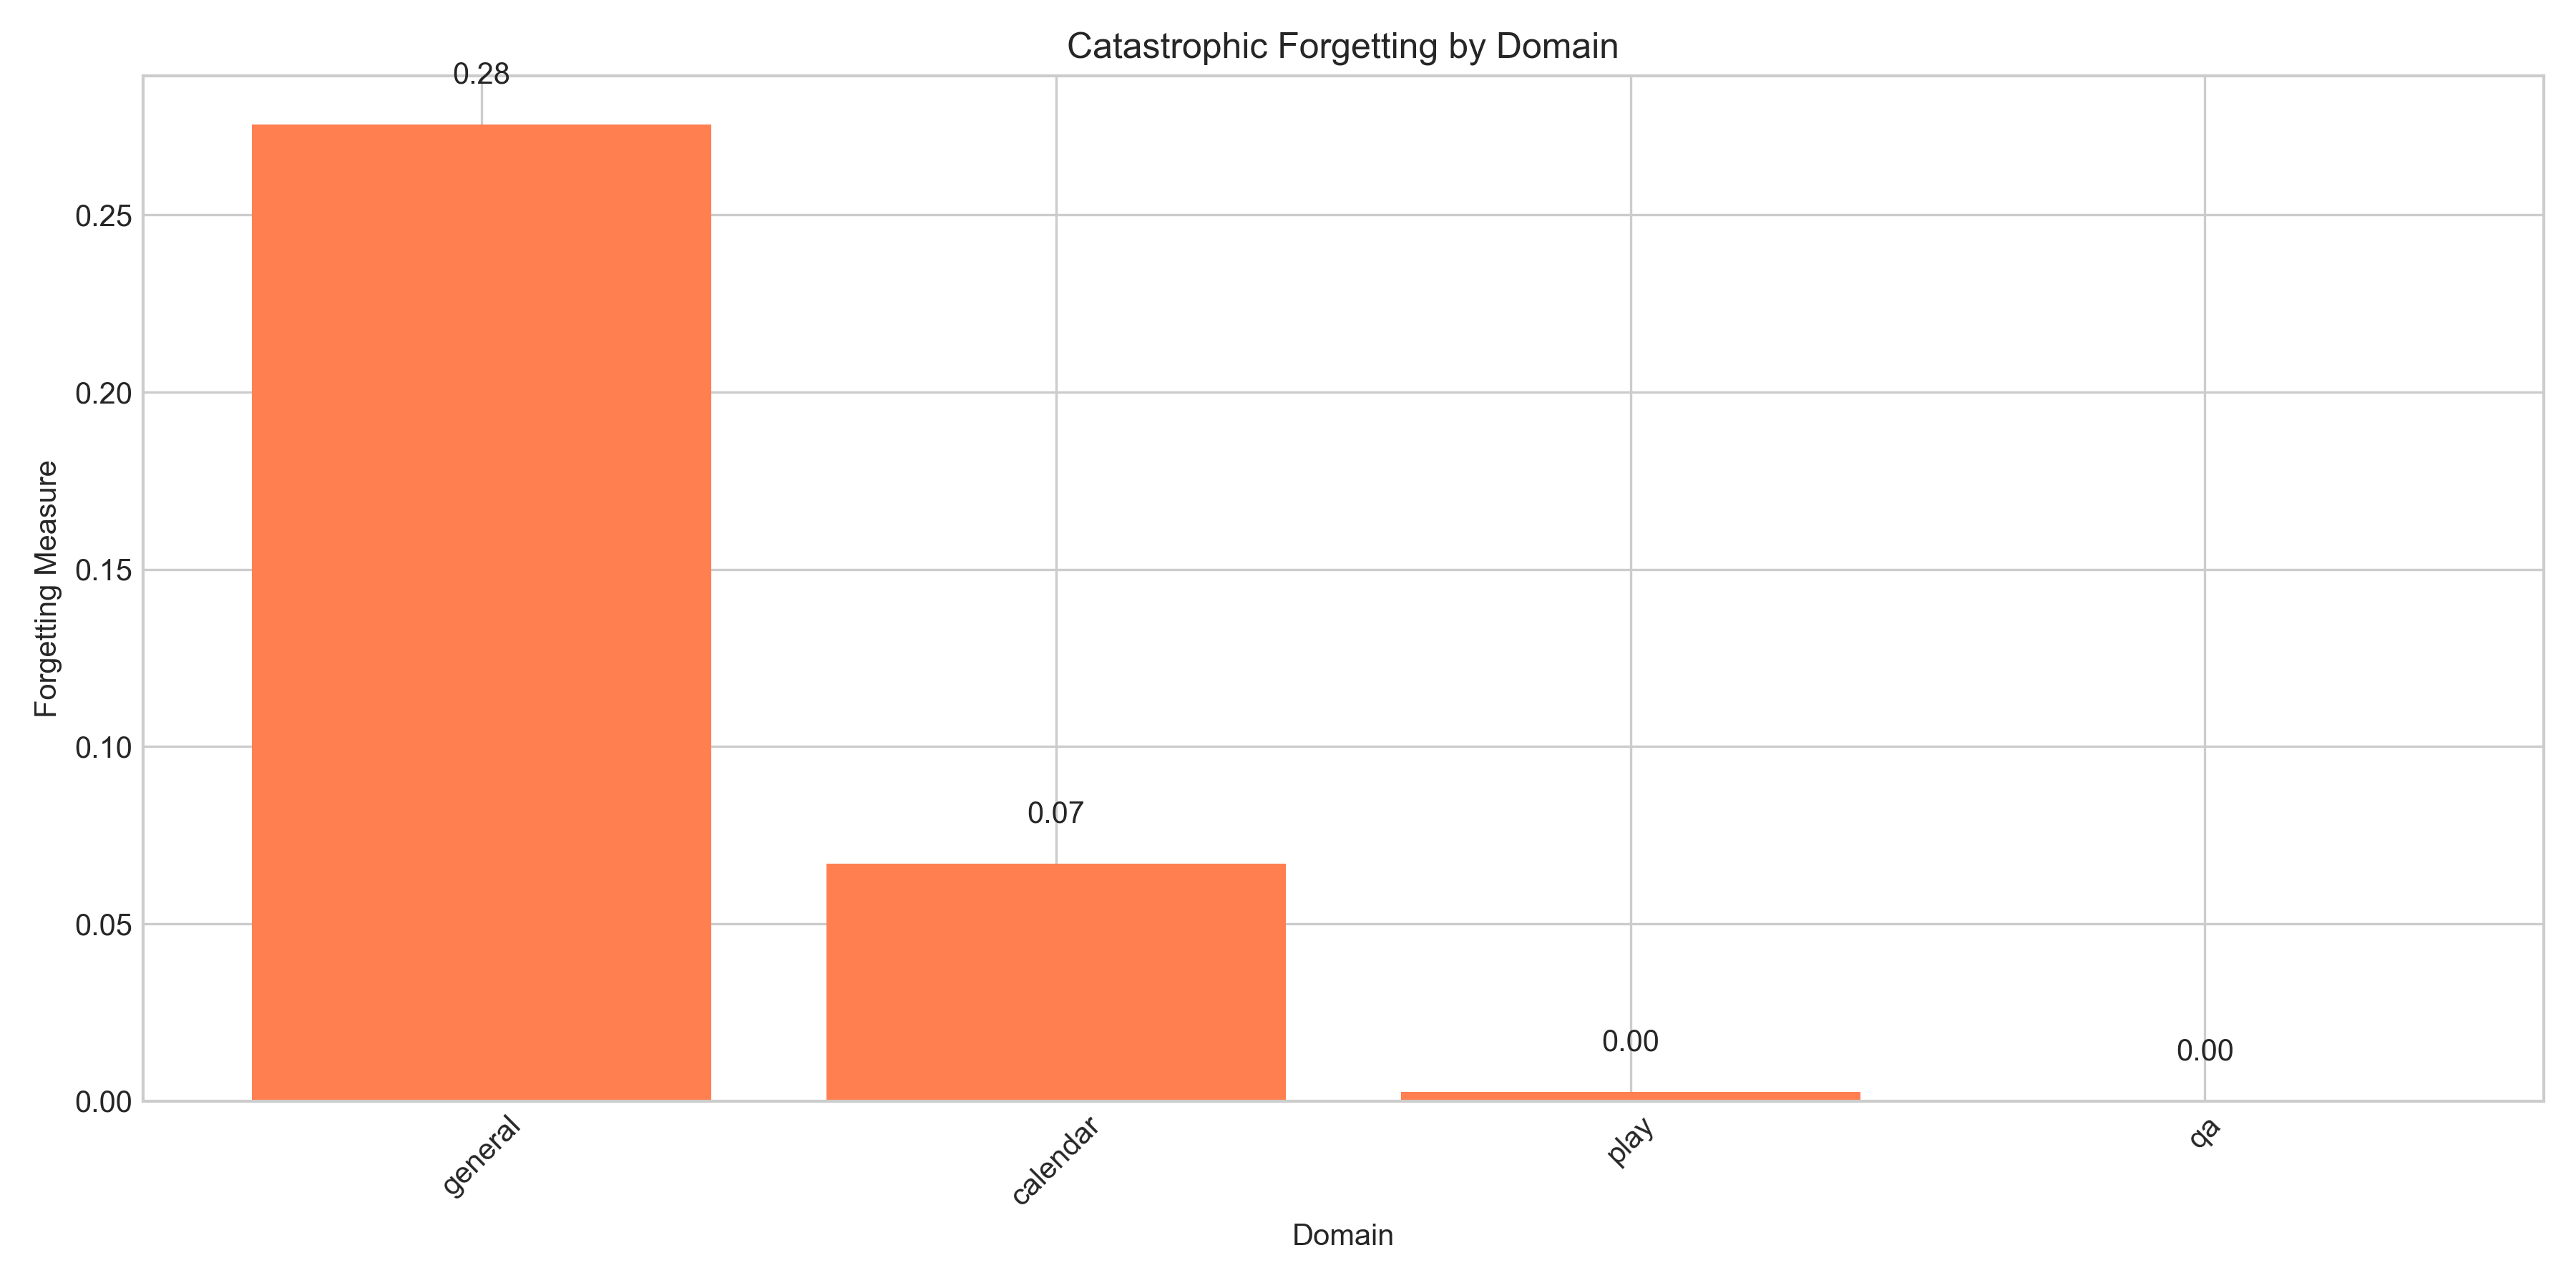 Catastrophic Forgetting by Domain
0.28
0.25
0.20
0.15
0.10
0.07
0.05
0.00
0.00
0.00
Forgetting Measure
general
calendar
play
qa
Domain